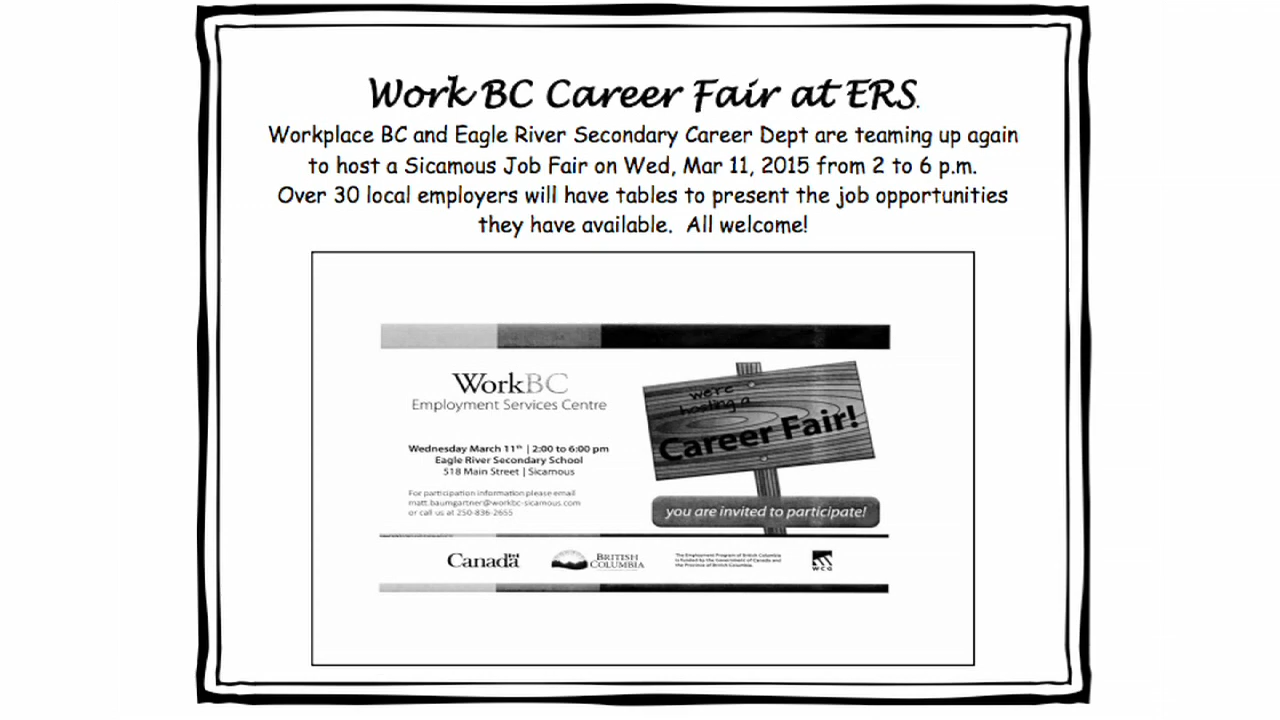 Work BC Career Fair at ERS.
Workplace BC and Eagle River Secondary Career Dept are teaming up again
to host a Sicamous Job Fair on Wed, Mar 11, 2015 from 2 to 6 p.m.
Over 30 local employers will have tables to present the job opportunities
they have available. All welcome!
WorkBC
Employment Services Centre
Wednesday March 11th | 2:00 to 6:00 pm
Eagle River Secondary School
518 Main Street | Sicamous
For participation information please email
matt.baumgartner@workbc-sicamous.com
or call us at 250-836-2655
we're
hosting a
Career Fair!
you are invited to participate!
Canada
BRITISH
COLUMBIA
The Employment Program of British Columbia
is funded by the Government of Canada and
the Province of British Columbia.
WCG